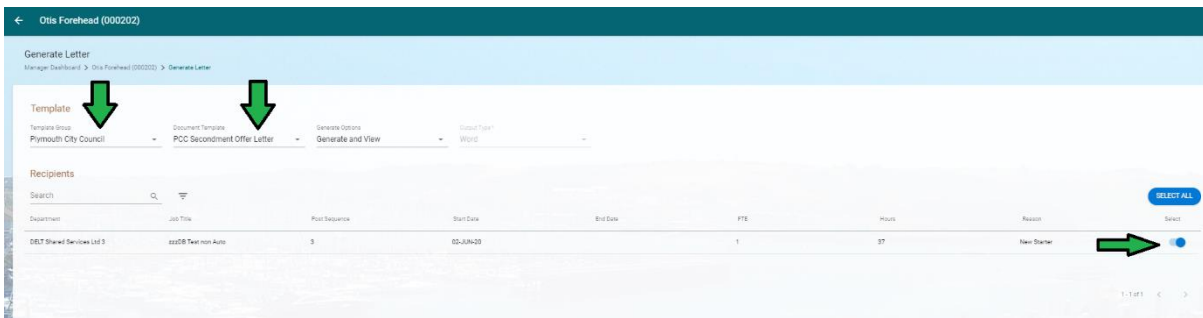 Otis Forehead (000202)
Generate Letter
Manager Dashboard > Otis Forehead (000202) > Generate Letter
Template
Template Group Document Template Generate Options Output Type*
Plymouth City Council PCC Secondment Offer Letter Generate and View Word
Recipients
Search
SELECT ALL
Department Job Title Post Sequence Start Date End Date FTE Hours Reason Select
DELT Shared Services Ltd 3 zzzDB Test non Auto 3 02-JUN-20 1 37 New Starter
1 - 1 of 1